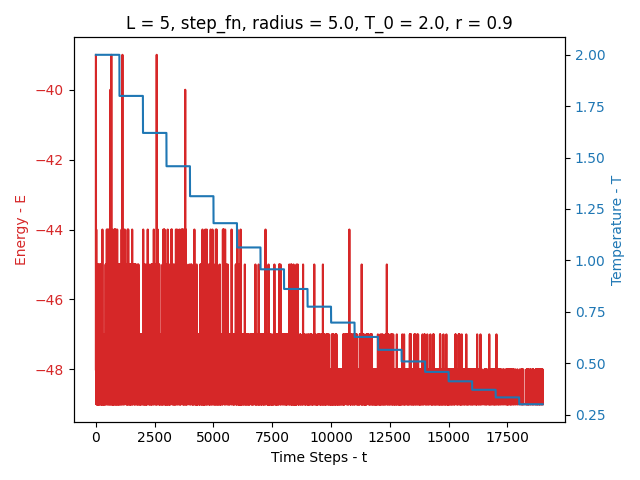 L = 5, step_fn, radius = 5.0, T_0 = 2.0, r = 0.9
Energy - E
−40
−42
−44
−46
−48
2.00
1.75
1.50
1.25
1.00
0.75
0.50
0.25
Temperature - T
0 2500 5000 7500 10000 12500 15000 17500
Time Steps - t